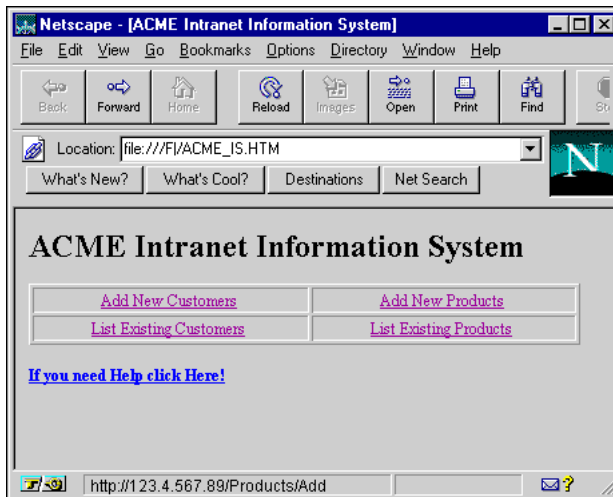 Netscape - [ACME Intranet Information System]
File Edit View Go Bookmarks Options Directory Window Help
Back Forward Home Reload Images Open Print Find
Location: file:///F|/ACME_IS.HTM
N
What's New? What's Cool? Destinations Net Search
ACME Intranet Information System
Add New Customers Add New Products
List Existing Customers List Existing Products
If you need Help click Here!
http://123.4.567.89/Products/Add